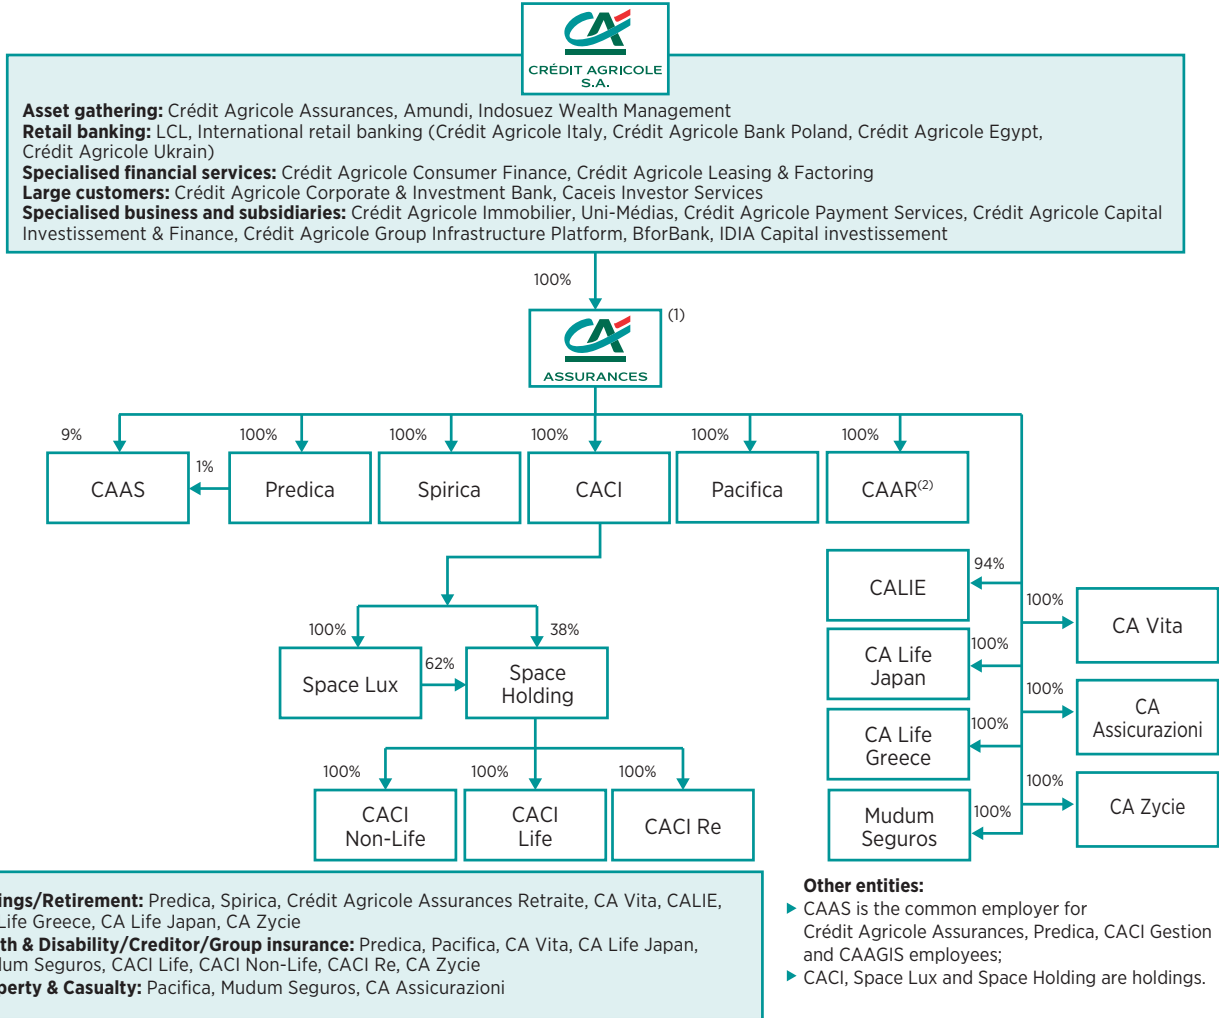 CRÉDIT AGRICOLE
S.A.
Asset gathering: Crédit Agricole Assurances, Amundi, Indosuez Wealth Management
Retail banking: LCL, International retail banking (Crédit Agricole Italy, Crédit Agricole Bank Poland, Crédit Agricole Egypt,
Crédit Agricole Ukrain)
Specialised financial services: Crédit Agricole Consumer Finance, Crédit Agricole Leasing & Factoring
Large customers: Crédit Agricole Corporate & Investment Bank, Caceis Investor Services
Specialised business and subsidiaries: Crédit Agricole Immobilier, Uni-Médias, Crédit Agricole Payment Services, Crédit Agricole Capital
Investissement & Finance, Crédit Agricole Group Infrastructure Platform, BforBank, IDIA Capital investissement
100%
(1)
ASSURANCES
9%
100%
100%
100%
100%
100%
CAAS
1%
Predica
Spirica
CACI
Pacifica
CAAR(2)
CALIE
94%
100%
CA Vita
CA Life
Japan
100%
100%
CA
Assicurazioni
CA Life
Greece
100%
100%
CA Zycie
Mudum
Seguros
100%
100%
38%
Space Lux
62%
Space
Holding
100%
100%
100%
CACI
Non-Life
CACI
Life
CACI Re
ings/Retirement: Predica, Spirica, Crédit Agricole Assurances Retraite, CA Vita, CALIE,
Life Greece, CA Life Japan, CA Zycie
th & Disability/Creditor/Group insurance: Predica, Pacifica, CA Vita, CA Life Japan,
dum Seguros, CACI Life, CACI Non-Life, CACI Re, CA Zycie
perty & Casualty: Pacifica, Mudum Seguros, CA Assicurazioni
Other entities:
CAAS is the common employer for
Crédit Agricole Assurances, Predica, CACI Gestion
and CAAGIS employees;
CACI, Space Lux and Space Holding are holdings.